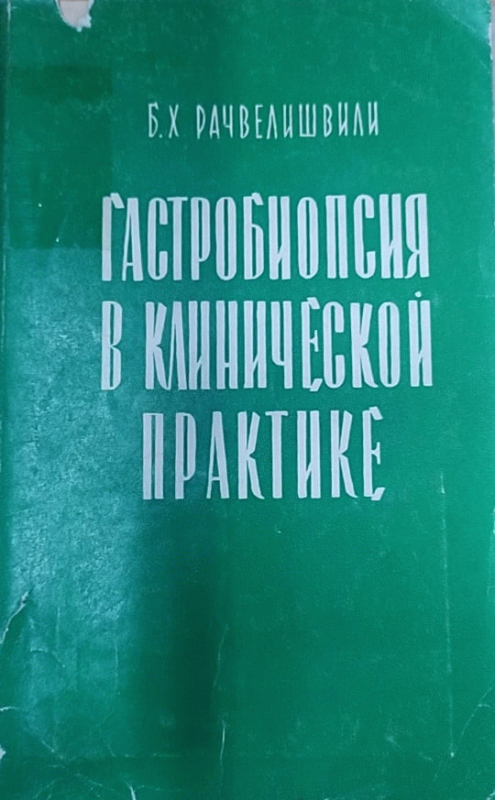 Б.Х РАЧВЕЛИШВИЛИ
ГАСТРОБИОПСИЯ
В КЛИНИЧЕСКОЙ
ПРАКТИКЕ